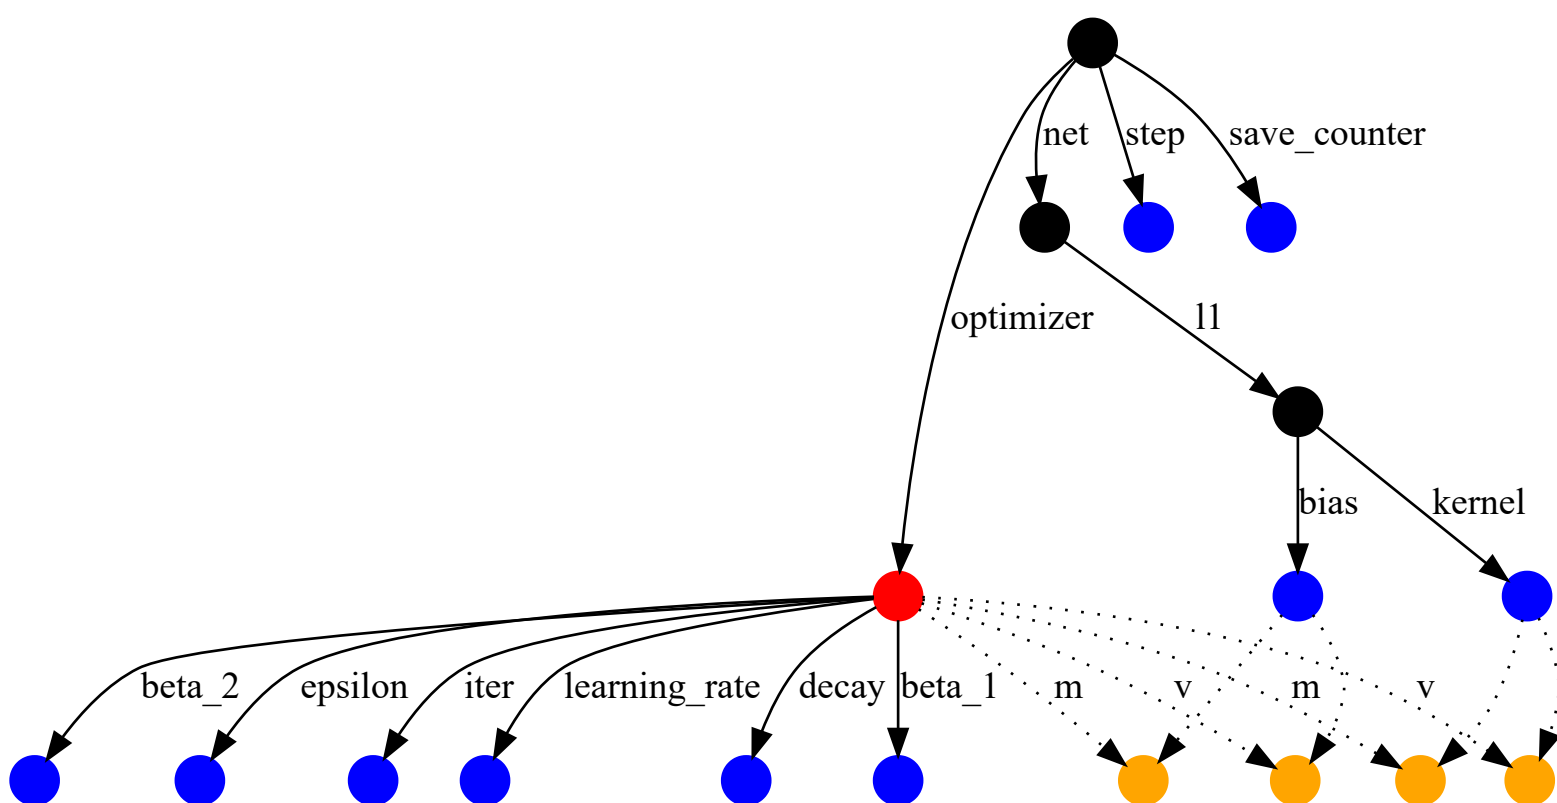 net
step
save_counter
optimizer
l1
bias
kernel
beta_2
epsilon
iter
learning_rate
decay
beta_1
m
v
m
v